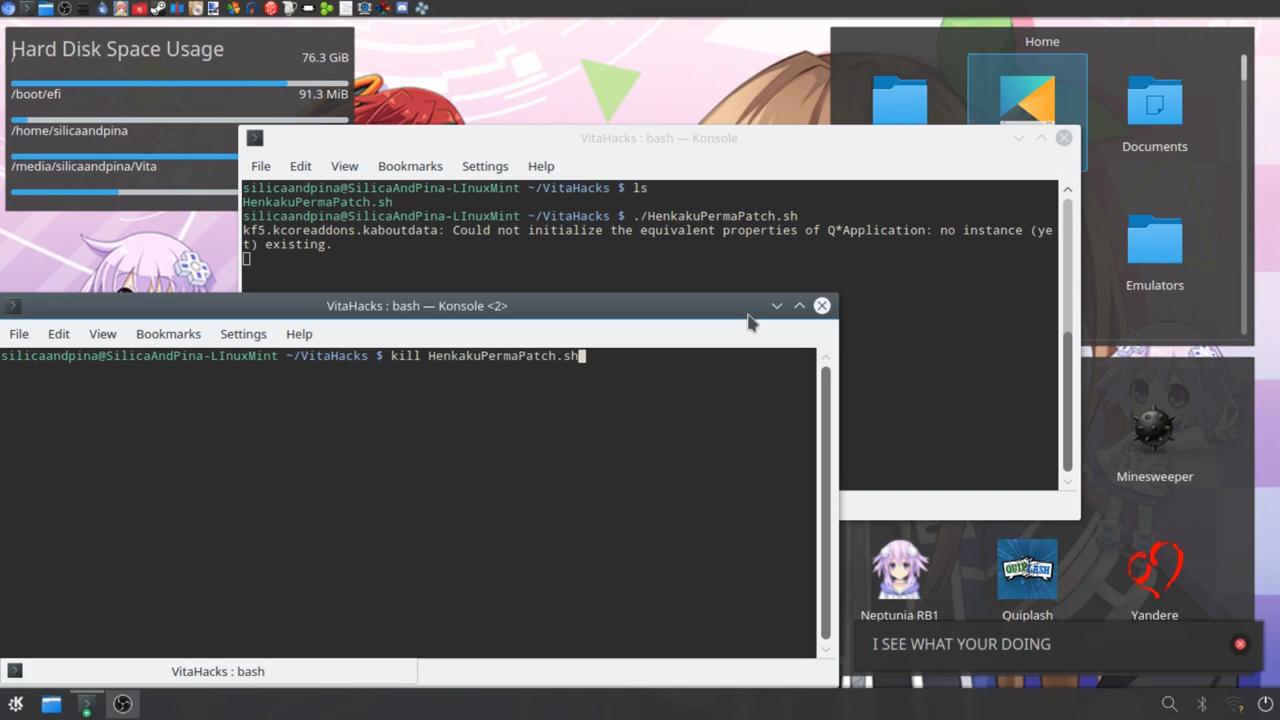 Hard Disk Space Usage
76.3 GiB
/boot/efi
91.3 MiB
/home/silicaandpina
/media/silicaandpina/Vita
Home
Documents
Emulators
VitaHacks : bash — Konsole
File Edit View Bookmarks Settings Help
silicaandpina@SilicaAndPina-LInuxMint ~/VitaHacks $ ls
HenkakuPermaPatch.sh
silicaandpina@SilicaAndPina-LInuxMint ~/VitaHacks $ ./HenkakuPermaPatch.sh
kf5.kcoreaddons.kaboutdata: Could not initialize the equivalent properties of Q*Application: no instance (ye
t) existing.
VitaHacks : bash — Konsole <2>
File Edit View Bookmarks Settings Help
silicaandpina@SilicaAndPina-LInuxMint ~/VitaHacks $ kill HenkakuPermaPatch.sh
Minesweeper
QUIPLASH
Neptunia RB1
Quiplash
Yandere
I SEE WHAT YOUR DOING
VitaHacks : bash